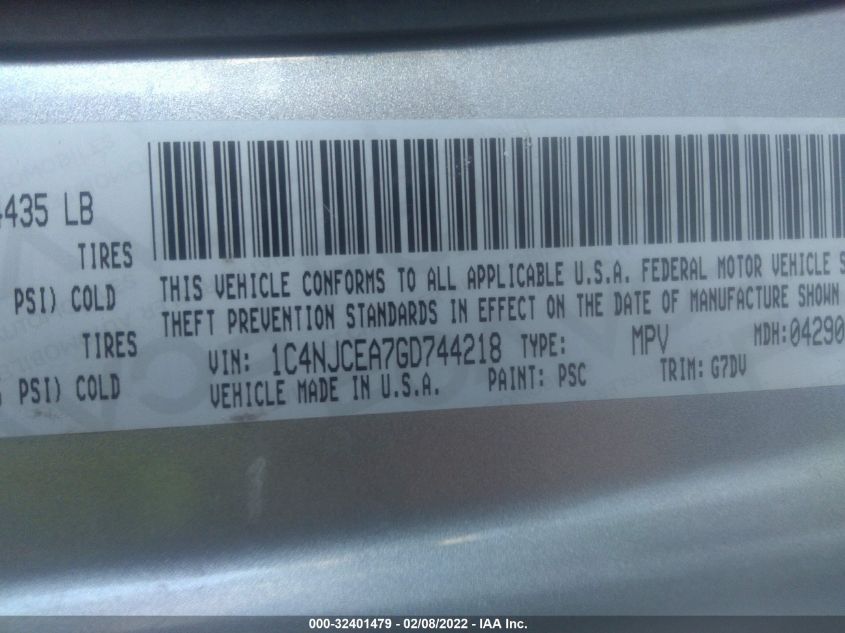 4435 LB
TIRES
PSI) COLD
TIRES
PSI) COLD
THIS VEHICLE CONFORMS TO ALL APPLICABLE U.S.A. FEDERAL MOTOR VEHICLE S
THEFT PREVENTION STANDARDS IN EFFECT ON THE DATE OF MANUFACTURE SHOWN
VIN: 1C4NJCEA7GD744218 TYPE: MPV MDH:04290
VEHICLE MADE IN U.S.A. PAINT: PSC TRIM: G7DV
000-32401479 - 02/08/2022 - IAA Inc.